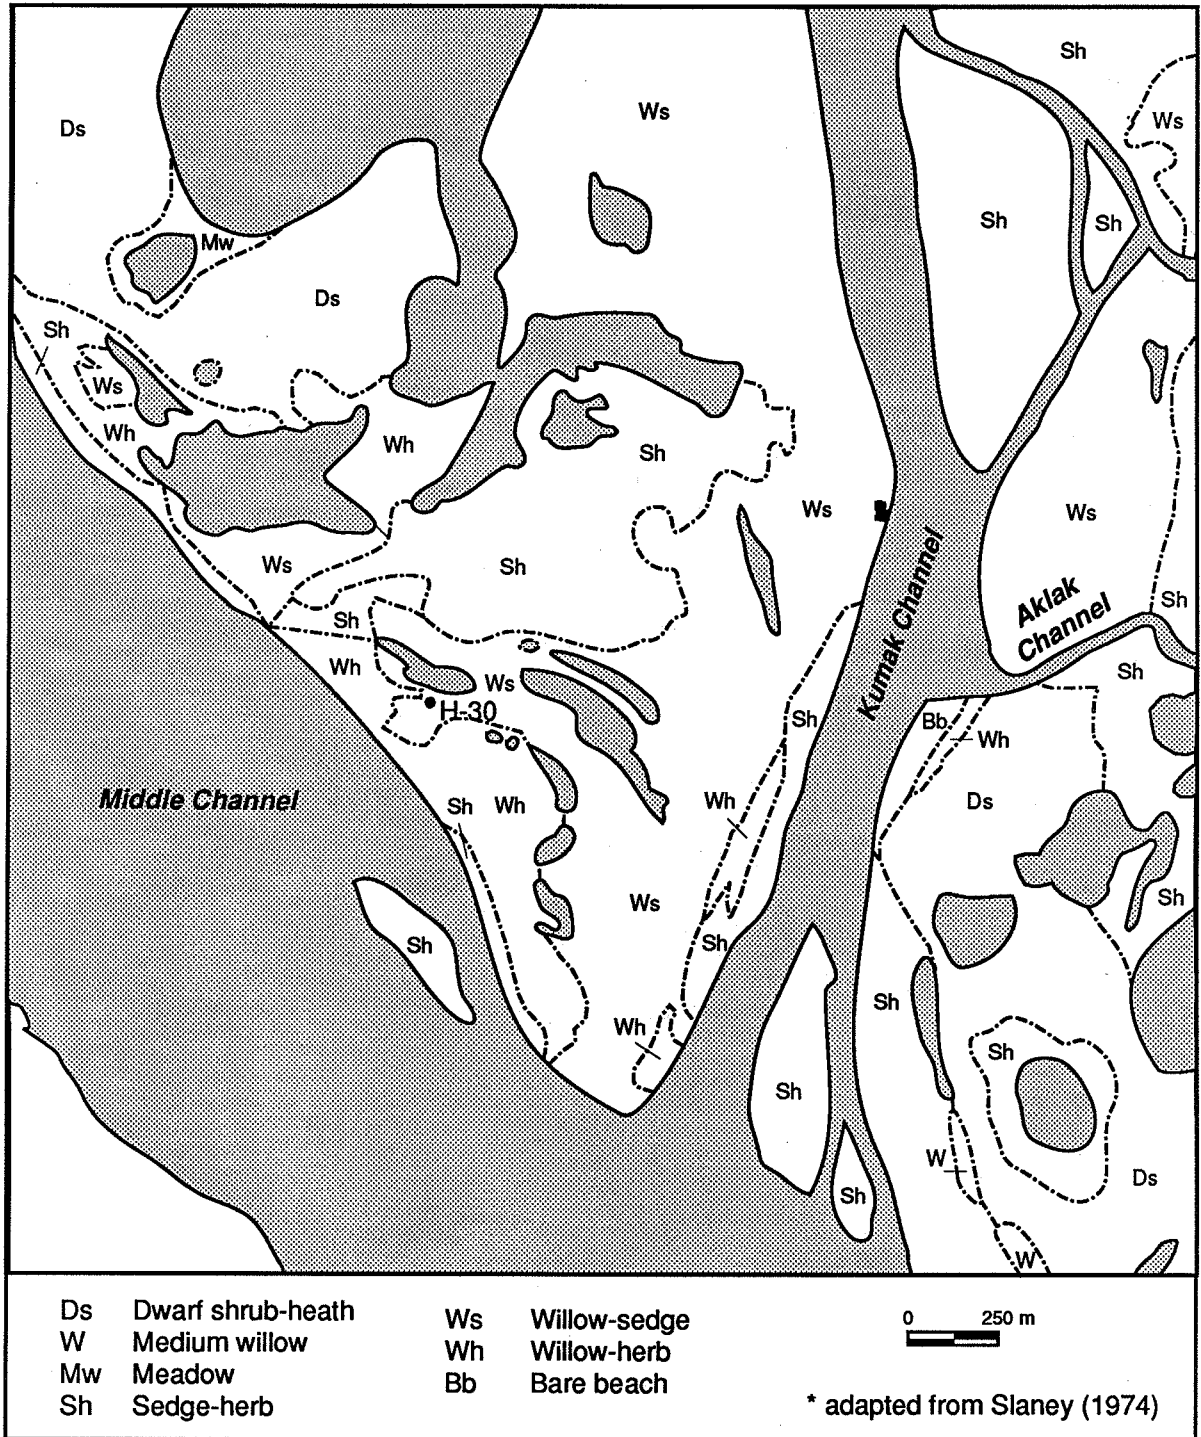 Sh
Ws
Ds
Ws
Sh
Sh
Mw
Ds
Sh
Ws
Wh
Wh
Sh
Ws
Ws
Ws
Sh
Kumak Channel
Aklak
Channel
Sh
Sh
Wh
Ws
Sh
H-30
Sh
Bb
Wh
Middle Channel
Sh
Wh
Wh
Ds
Ws
Sh
Sh
Sh
Sh
Wh
Sh
Sh
W
Ds
Sh
W
Ds Dwarf shrub-heath
W Medium willow
Mw Meadow
Sh Sedge-herb
Ws Willow-sedge
Wh Willow-herb
Bb Bare beach
0 250 m
* adapted from Slaney (1974)